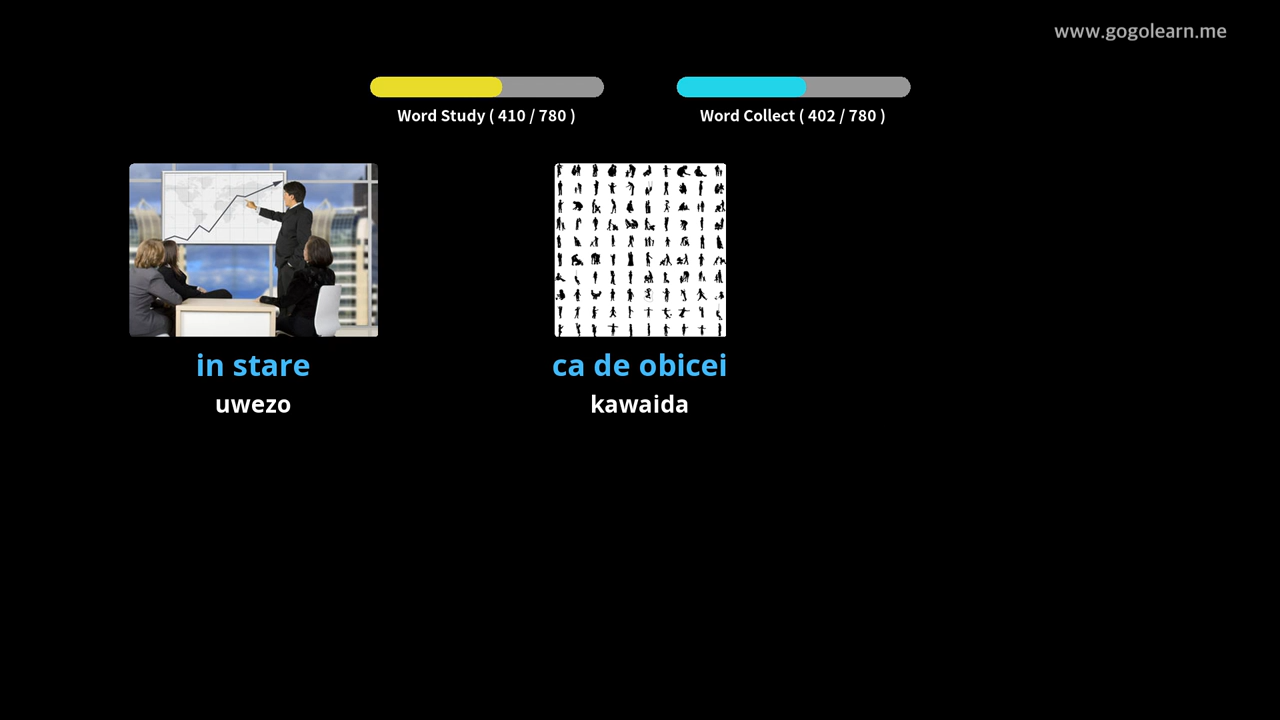 www.gogolearn.me
Word Study ( 410 / 780 )
Word Collect ( 402 / 780 )
in stare
uwezo
ca de obicei
kawaida